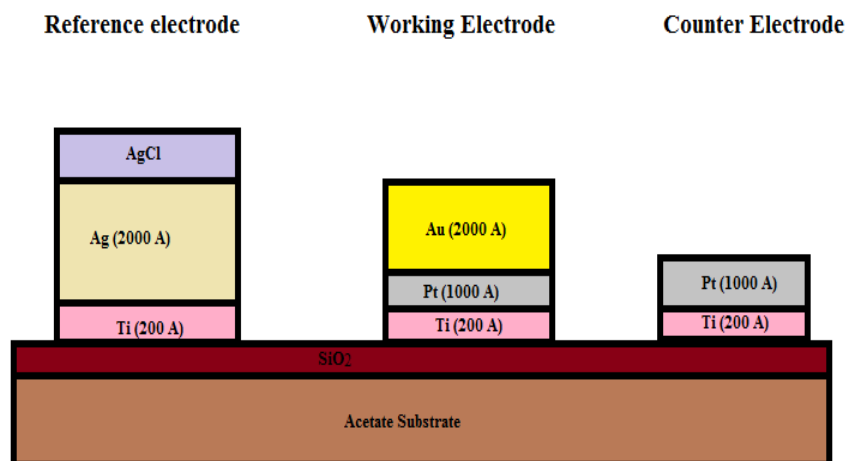 Reference electrode Working Electrode Counter Electrode
AgCl
Ag (2000 A)
Au (2000 A)
Pt (1000 A)
Pt (1000 A)
Ti (200 A)
Ti (200 A)
Ti (200 A)
SiO2
Acetate Substrate